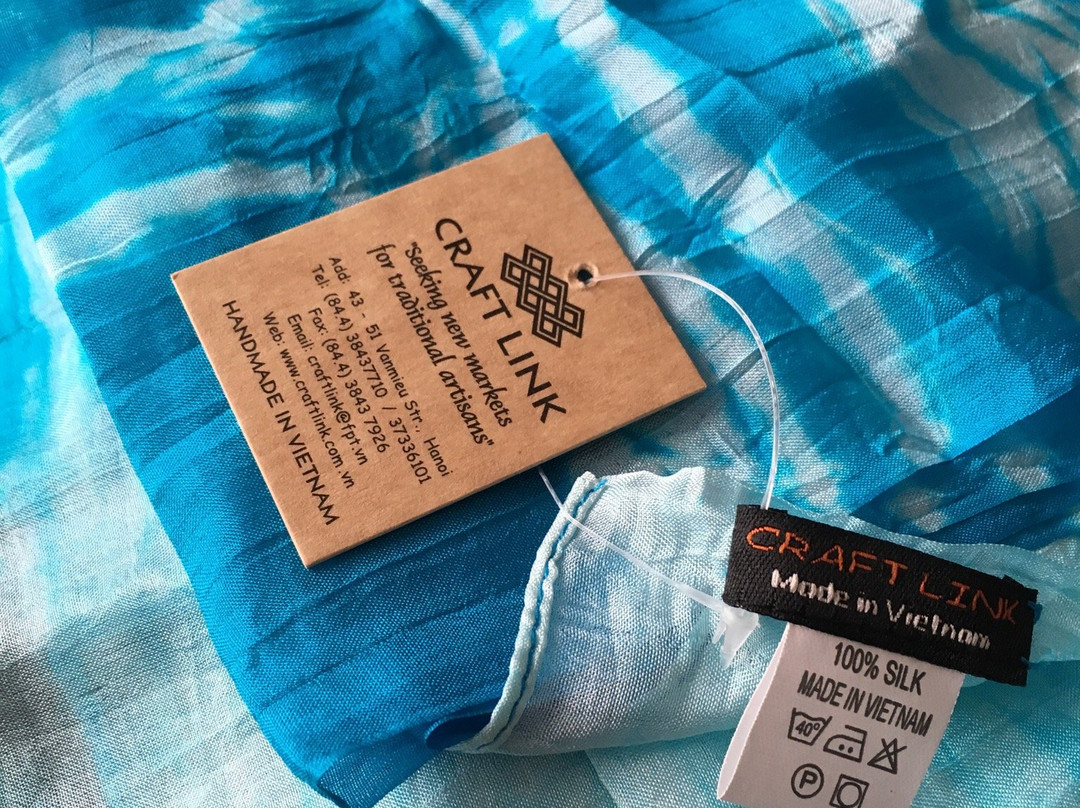 CRAFT LINK
"Seeking new markets
for traditional artisans"
Add: 43 - 51 Vanmieu Str., Hanoi
Tel: (84.4) 38437710 / 37336101
Fax: (84.4) 3843 7926
Email: craftlink@fpt.vn
Web: www.craftlink.com.vn
HANDMADE IN VIETNAM
CRAFT LINK
Made in Vietnam
100% SILK
MADE IN VIETNAM
40°
P